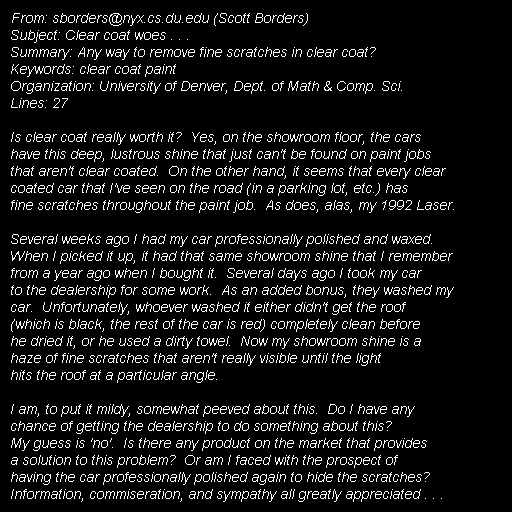 From: sborders@nyx.cs.du.edu (Scott Borders)
Subject: Clear coat woes . . .
Summary: Any way to remove fine scratches in clear coat?
Keywords: clear coat paint
Organization: University of Denver, Dept. of Math & Comp. Sci.
Lines: 27

Is clear coat really worth it?  Yes, on the showroom floor, the cars
have this deep, lustrous shine that just can't be found on paint jobs
that aren't clear coated.  On the other hand, it seems that every clear
coated car that I've seen on the road (in a parking lot, etc.) has
fine scratches throughout the paint job.  As does, alas, my 1992 Laser.

Several weeks ago I had my car professionally polished and waxed.
When I picked it up, it had that same showroom shine that I remember
from a year ago when I bought it.  Several days ago I took my car
to the dealership for some work.  As an added bonus, they washed my
car.  Unfortunately, whoever washed it either didn't get the roof
(which is black, the rest of the car is red) completely clean before
he dried it, or he used a dirty towel.  Now my showroom shine is a
haze of fine scratches that aren't really visible until the light
hits the roof at a particular angle.

I am, to put it mildy, somewhat peeved about this.  Do I have any
chance of getting the dealership to do something about this?
My guess is 'no'.  Is there any product on the market that provides
a solution to this problem?  Or am I faced with the prospect of
having the car professionally polished again to hide the scratches?
Information, commiseration, and sympathy all greatly appreciated . . .